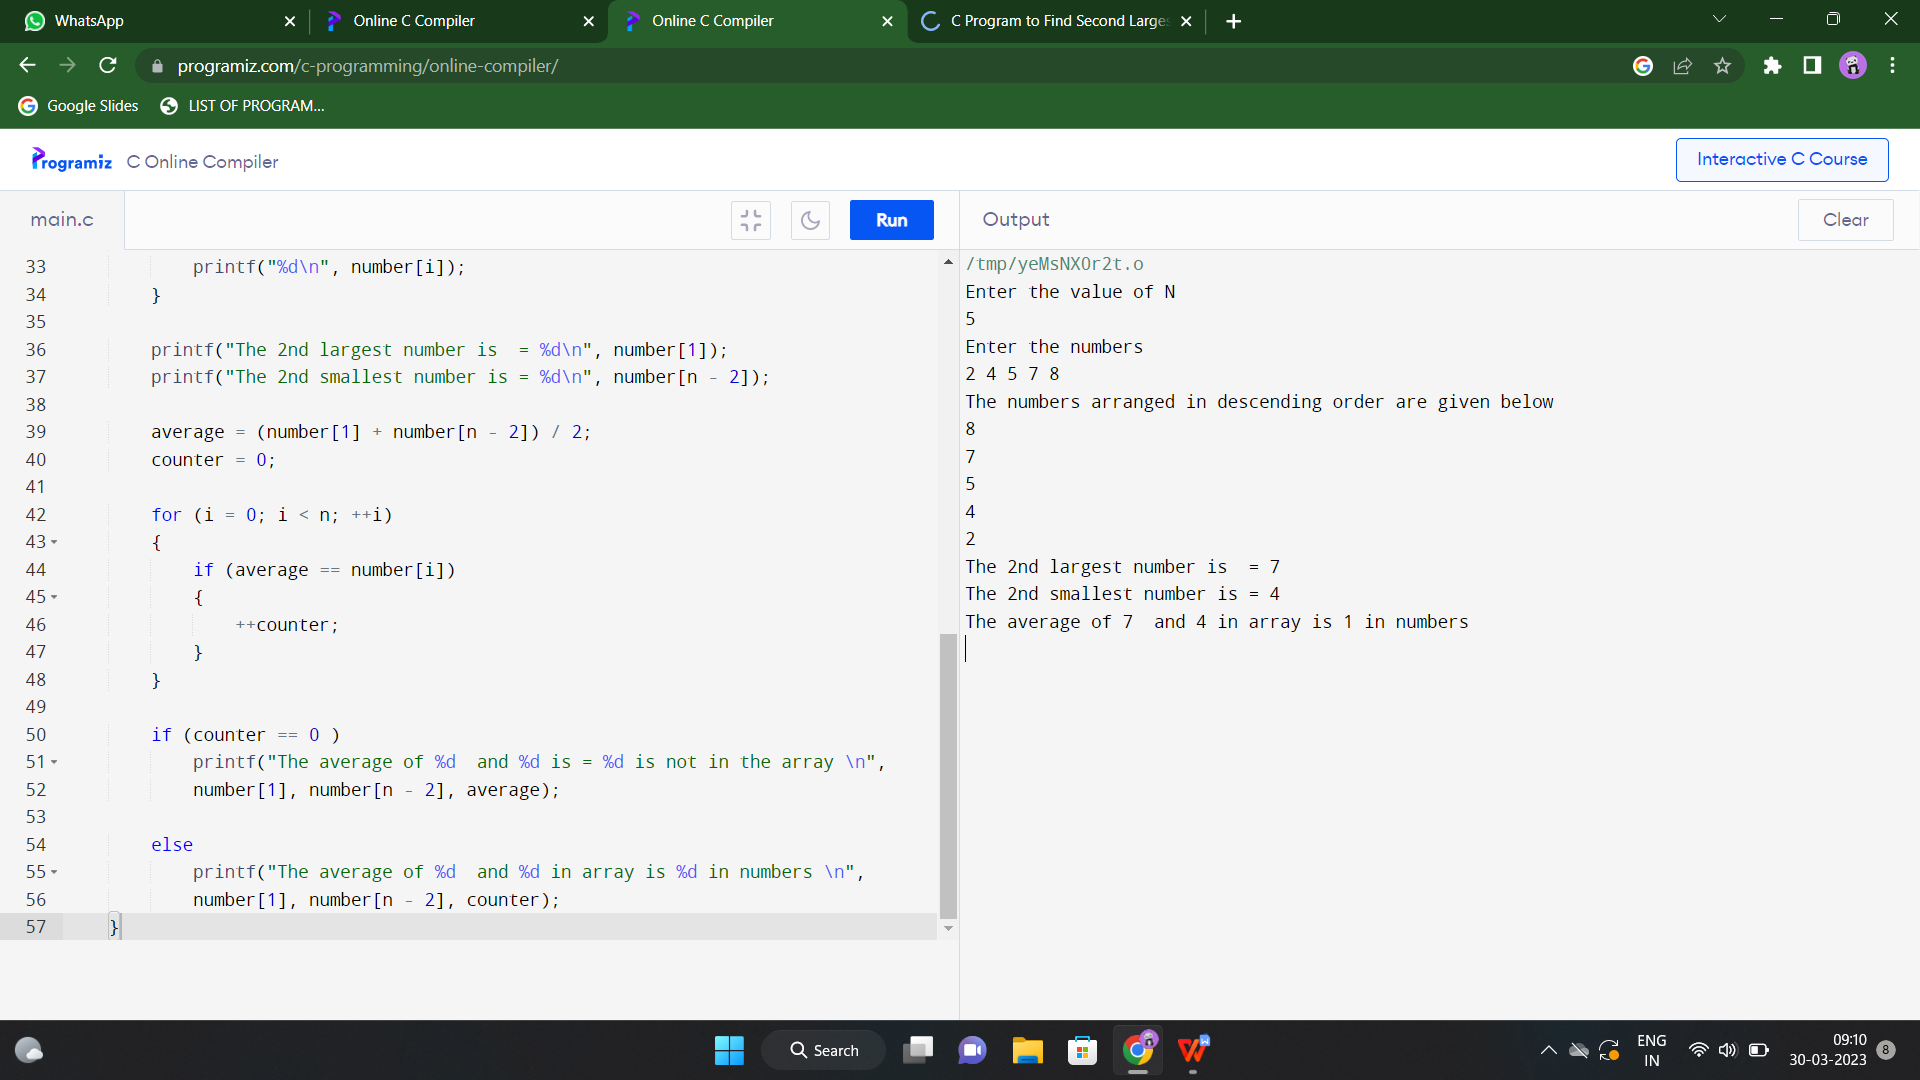 WhatsApp
Online C Compiler
Online C Compiler
C Program to Find Second Larges
programiz.com/c-programming/online-compiler/
Google Slides
LIST OF PROGRAM...
Programiz
C Online Compiler
Interactive C Course
main.c
Run
Output
Clear
33 printf("%d\n", number[i]);
34 }
35
36 printf("The 2nd largest number is  = %d\n", number[1]);
37 printf("The 2nd smallest number is = %d\n", number[n - 2]);
38
39 average = (number[1] + number[n - 2]) / 2;
40 counter = 0;
41
42 for (i = 0; i < n; ++i)
43 {
44 if (average == number[i])
45 {
46 ++counter;
47 }
48 }
49
50 if (counter == 0 )
51 printf("The average of %d  and %d is = %d is not in the array \n",
52 number[1], number[n - 2], average);
53
54 else
55 printf("The average of %d  and %d in array is %d in numbers \n",
56 number[1], number[n - 2], counter);
57 }
/tmp/yeMsNX0r2t.o
Enter the value of N
5
Enter the numbers
2 4 5 7 8
The numbers arranged in descending order are given below
8
7
5
4
2
The 2nd largest number is  = 7
The 2nd smallest number is = 4
The average of 7  and 4 in array is 1 in numbers
Search
ENG
IN
09:10
30-03-2023
8